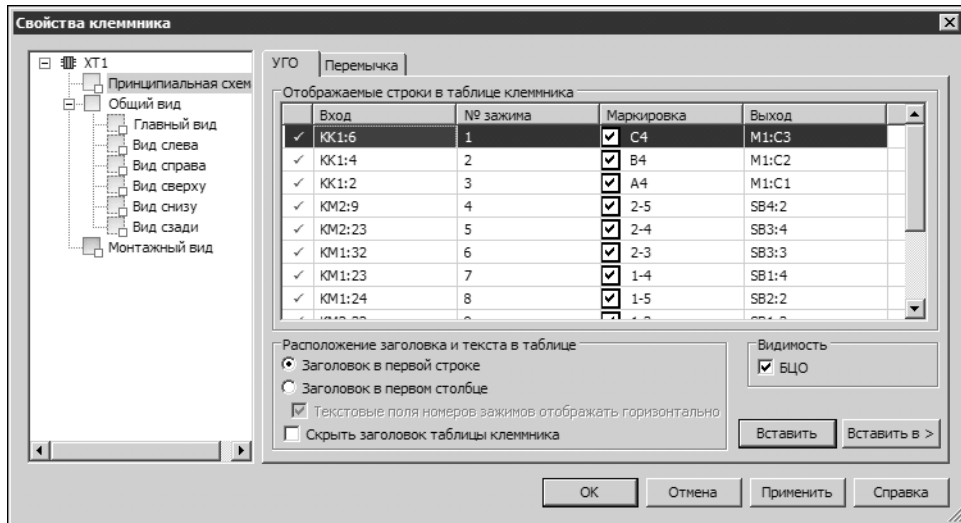 Свойства клеммника
XT1
Принципиальная схем
Общий вид
Главный вид
Вид слева
Вид справа
Вид сверху
Вид снизу
Вид сзади
Монтажный вид
УГО Перемычка
Отображаемые строки в таблице клеммника
Вход № зажима Маркировка Выход
KK1:6 1 C4 M1:C3
KK1:4 2 B4 M1:C2
KK1:2 3 A4 M1:C1
KM2:9 4 2-5 SB4:2
KM2:23 5 2-4 SB3:4
KM1:32 6 2-3 SB3:3
KM1:23 7 1-4 SB1:4
KM1:24 8 1-5 SB2:2
Расположение заголовка и текста в таблице
Заголовок в первой строке
Заголовок в первом столбце
Текстовые поля номеров зажимов отображать горизонтально
Скрыть заголовок таблицы клеммника
Видимость
БЦО
Вставить Вставить в >
OK Отмена Применить Справка